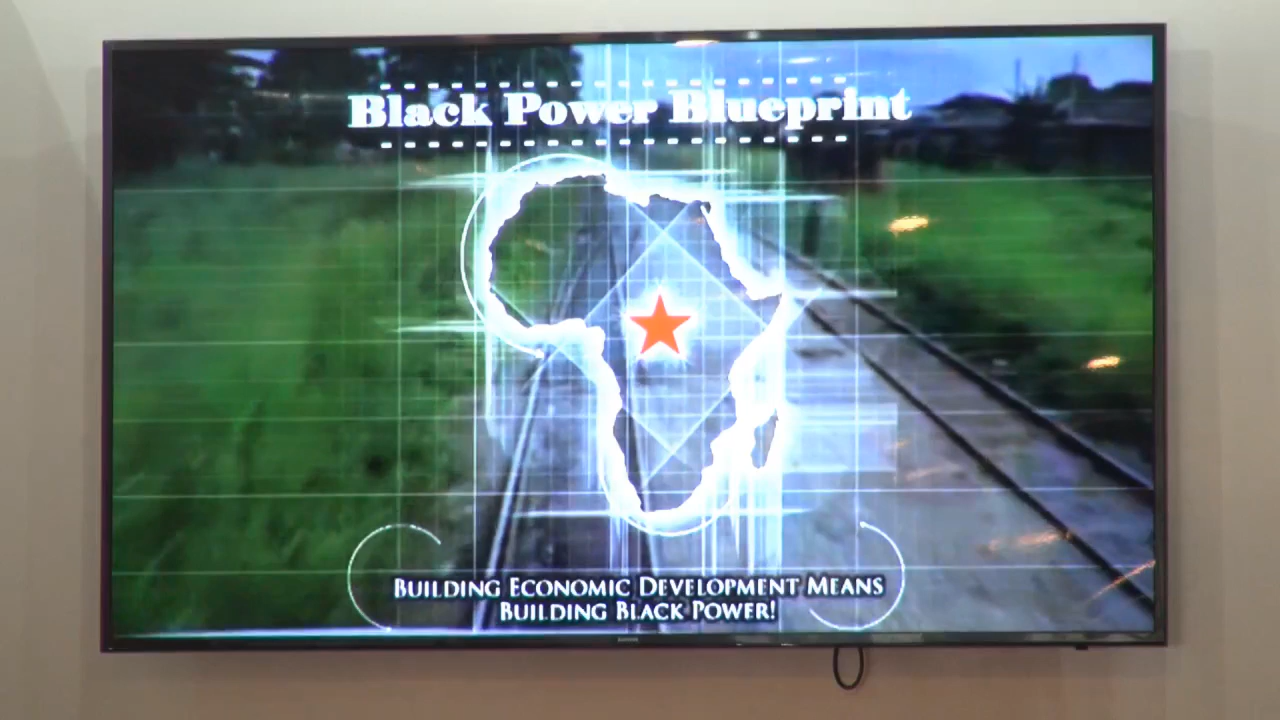 Black Power Blueprint
BUILDING ECONOMIC DEVELOPMENT MEANS
BUILDING BLACK POWER!